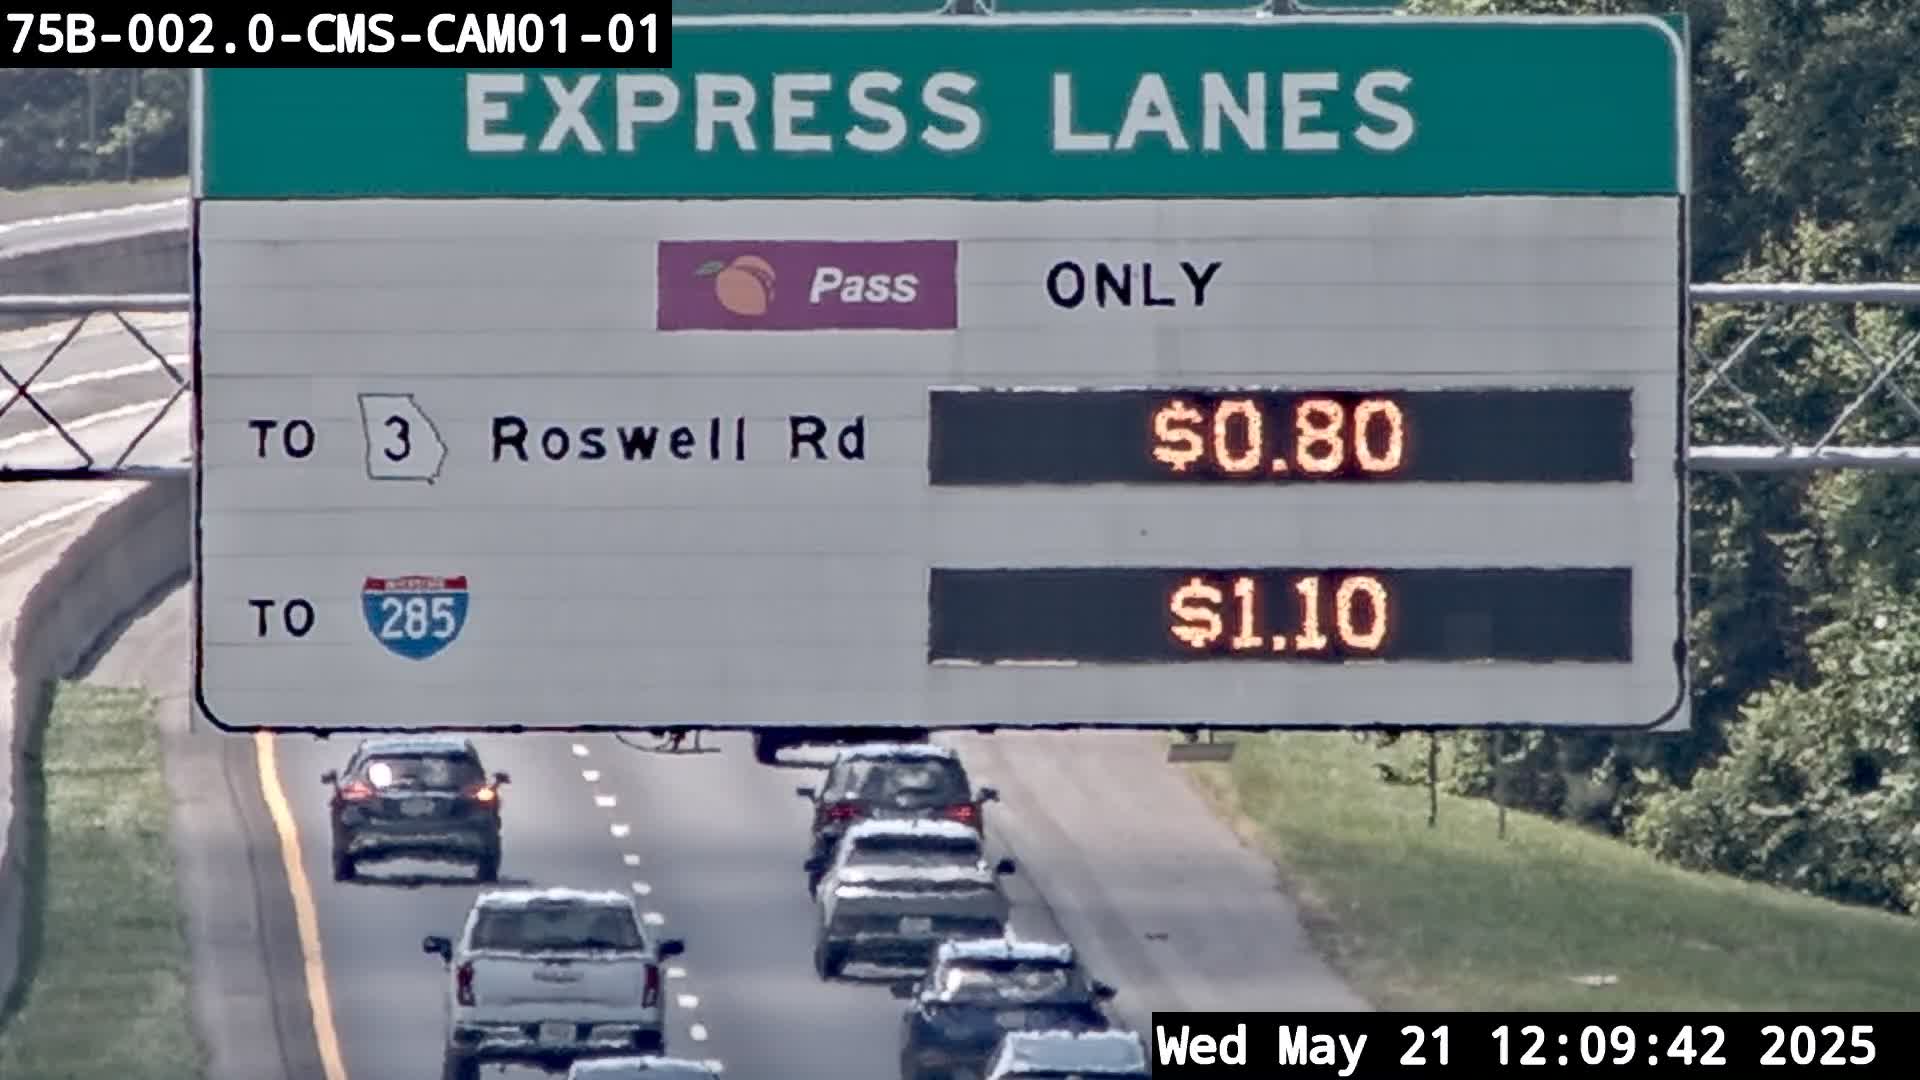 75B-002.0-CMS-CAM01-01
EXPRESS LANES
Pass ONLY
TO 3 Roswell Rd $0.80
TO 285 $1.10
Wed May 21 12:09:42 2025